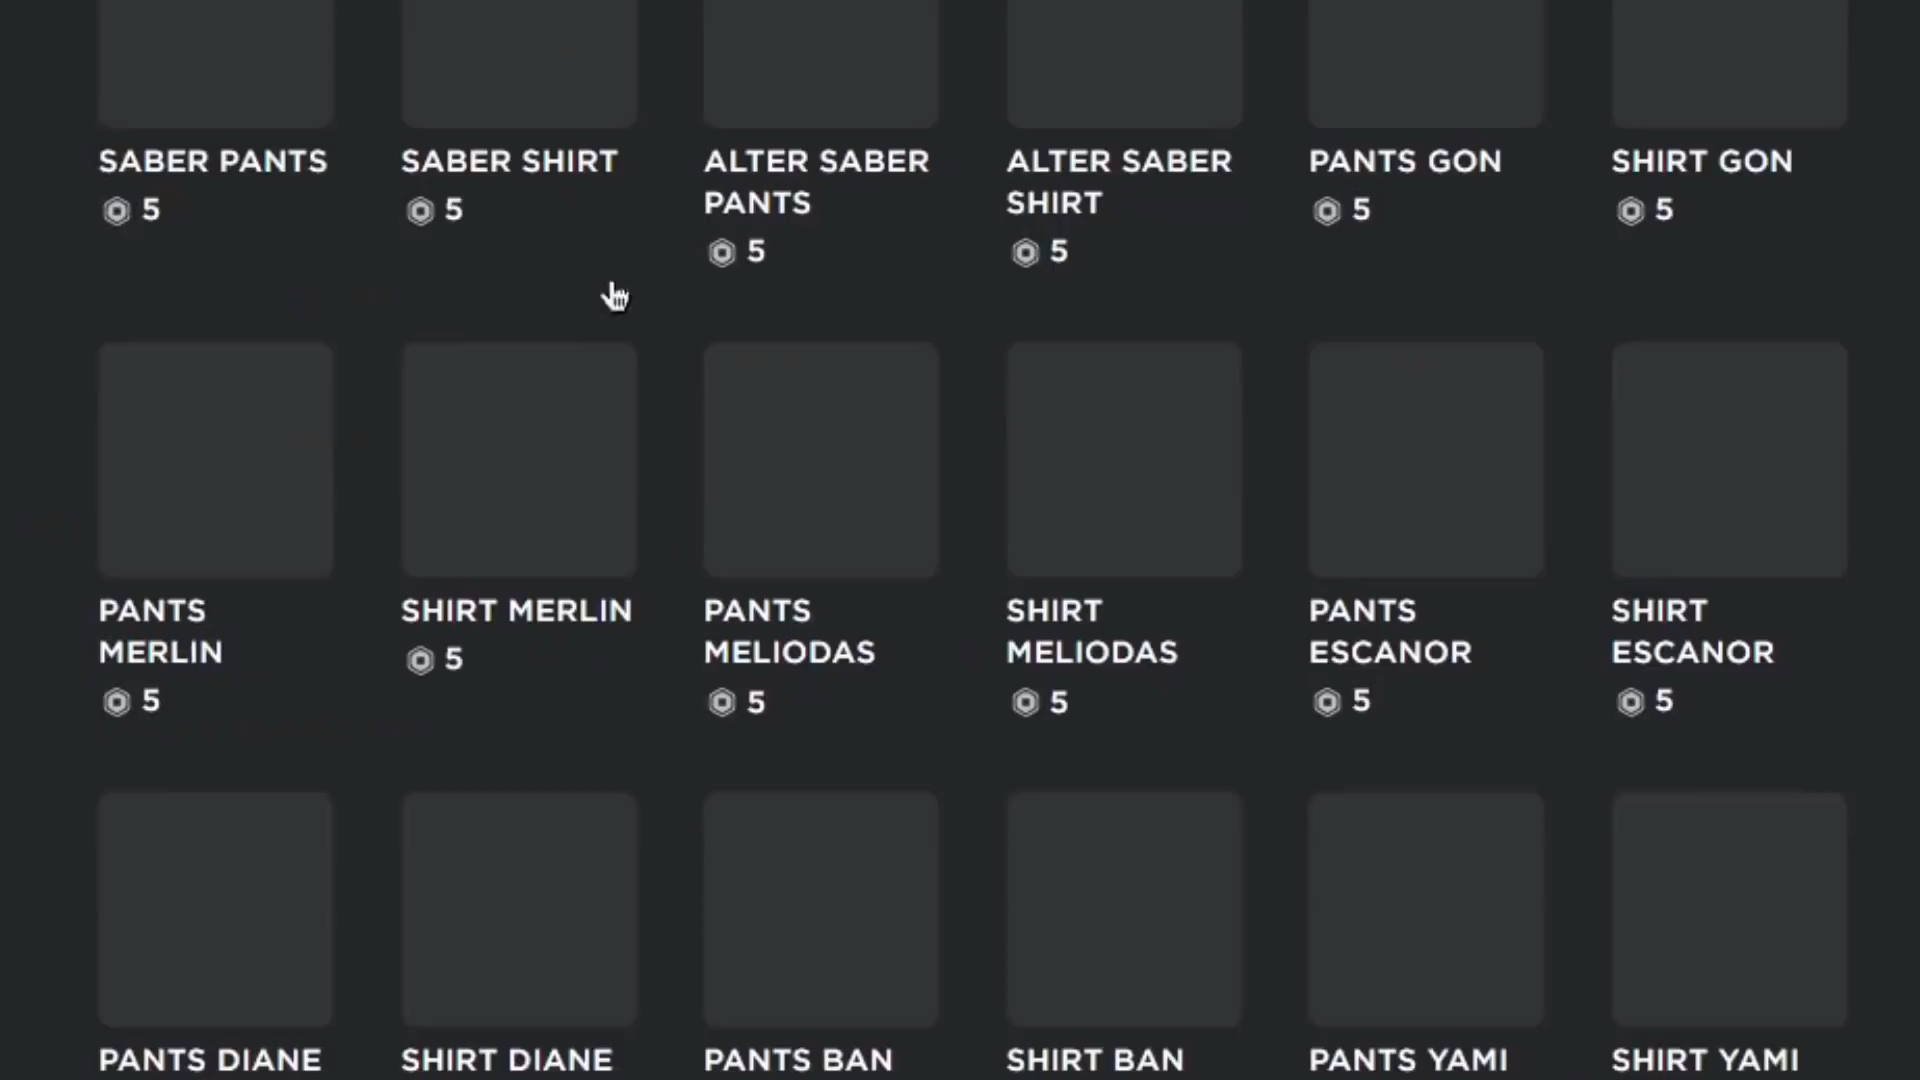 SABER PANTS
SABER SHIRT
ALTER SABER
PANTS
ALTER SABER
SHIRT
PANTS GON
SHIRT GON
5
5
5
5
5
5
PANTS
MERLIN
SHIRT MERLIN
PANTS
MELIODAS
SHIRT
MELIODAS
PANTS
ESCANOR
SHIRT
ESCANOR
5
5
5
5
5
5
PANTS DIANE
SHIRT DIANE
PANTS BAN
SHIRT BAN
PANTS YAMI
SHIRT YAMI